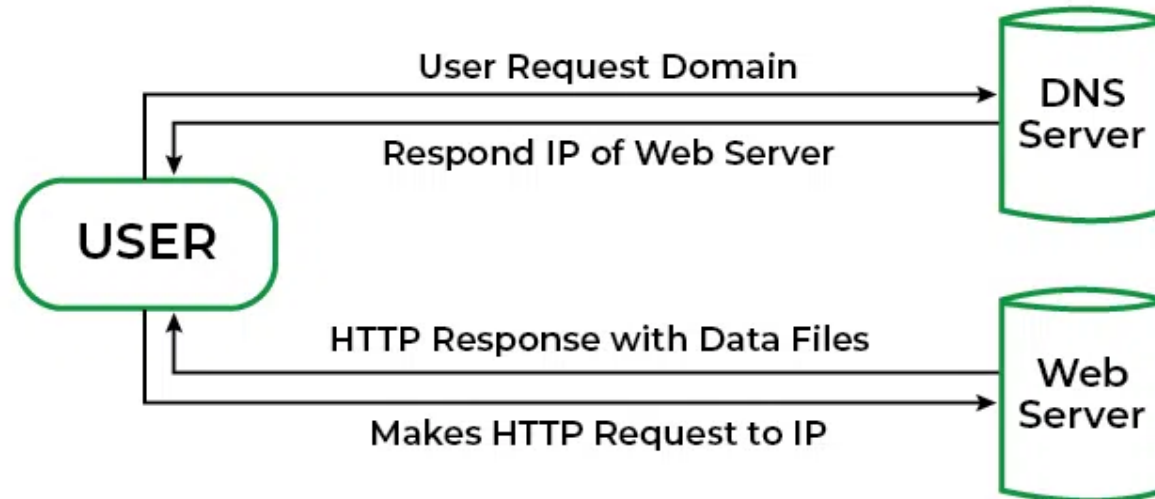 User Request Domain
DNS
Server
Respond IP of Web Server
USER
HTTP Response with Data Files
Web
Server
Makes HTTP Request to IP